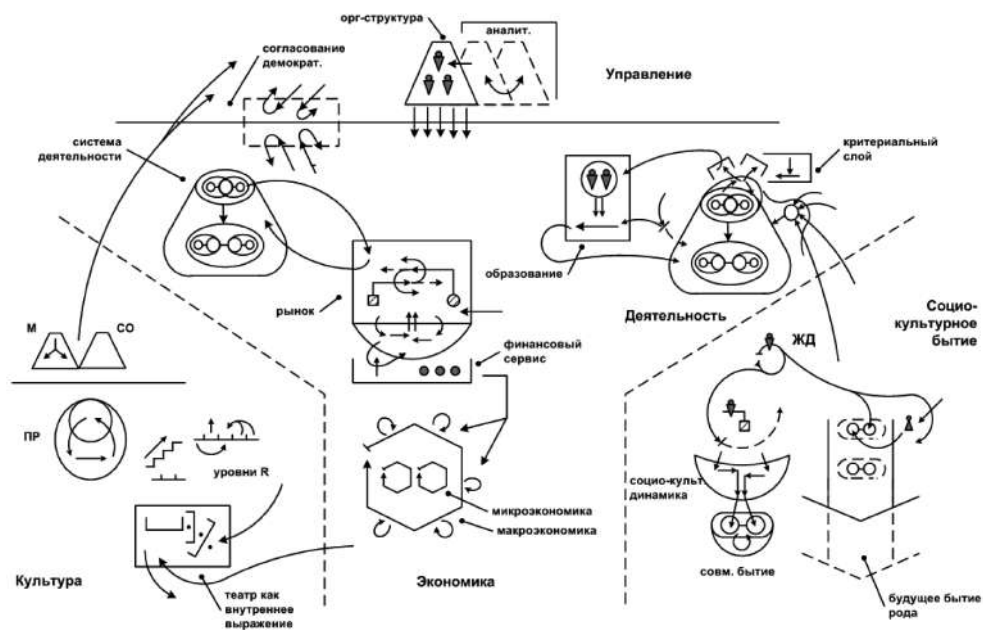 орг-структура
аналит.
согласование
демократ.
Управление
система
деятельности
критериальный
слой
образование
рынок
Деятельность
Социо-
культурное
бытие
М
СО
финансовый
сервис
ЖД
ПР
уровни R
социо-культ.
динамика
микроэкономика
макроэкономика
совм. бытие
Культура
Экономика
театр как
внутреннее
выражение
будущее бытие
рода